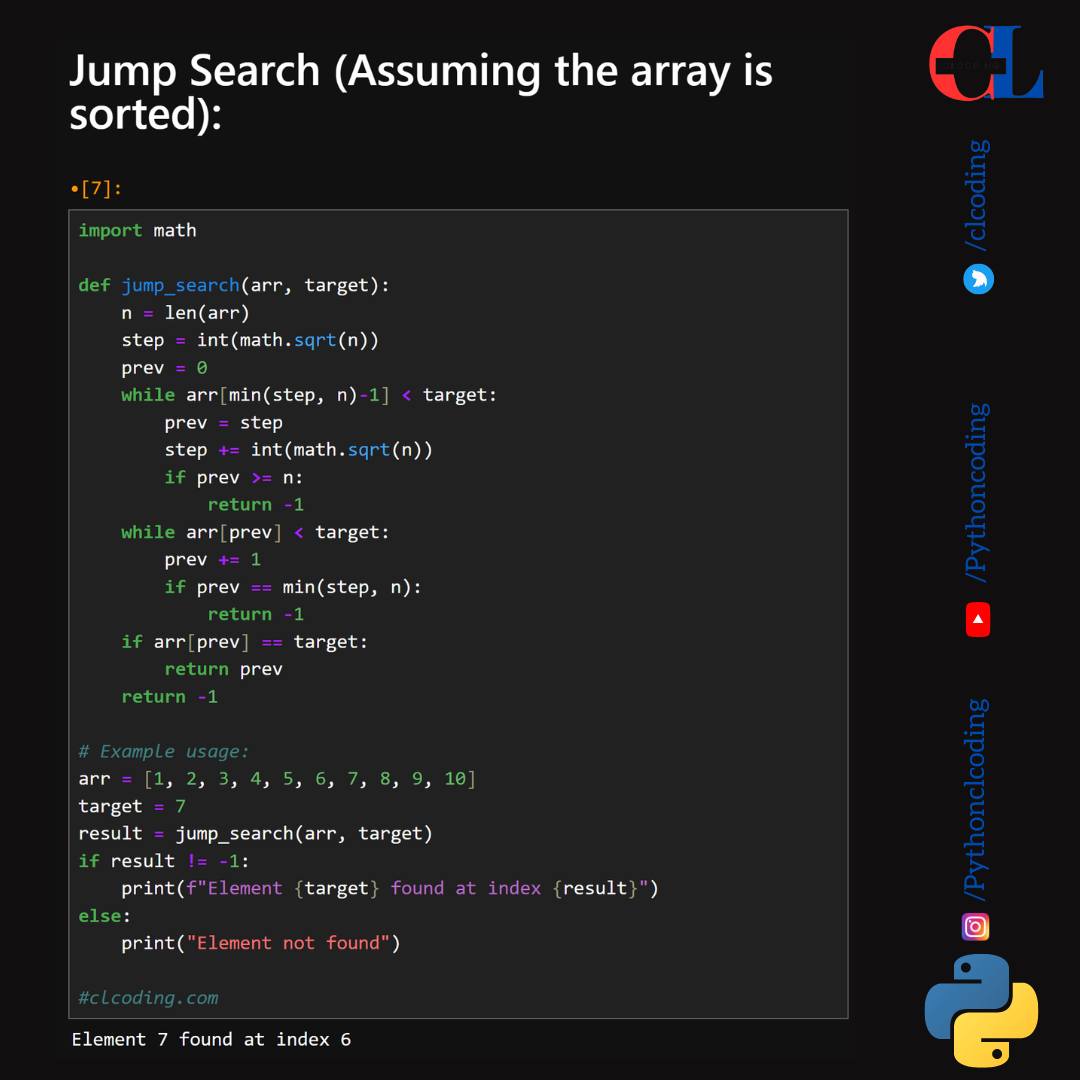 Jump Search (Assuming the array is
sorted):
•[7]:
import math

def jump_search(arr, target):
    n = len(arr)
    step = int(math.sqrt(n))
    prev = 0
    while arr[min(step, n)-1] < target:
        prev = step
        step += int(math.sqrt(n))
        if prev >= n:
            return -1
    while arr[prev] < target:
        prev += 1
        if prev == min(step, n):
            return -1
    if arr[prev] == target:
        return prev
    return -1

# Example usage:
arr = [1, 2, 3, 4, 5, 6, 7, 8, 9, 10]
target = 7
result = jump_search(arr, target)
if result != -1:
    print(f"Element {target} found at index {result}")
else:
    print("Element not found")

#clcoding.com
Element 7 found at index 6
CL
/clcoding
/Pythoncoding
/Pythonclcoding